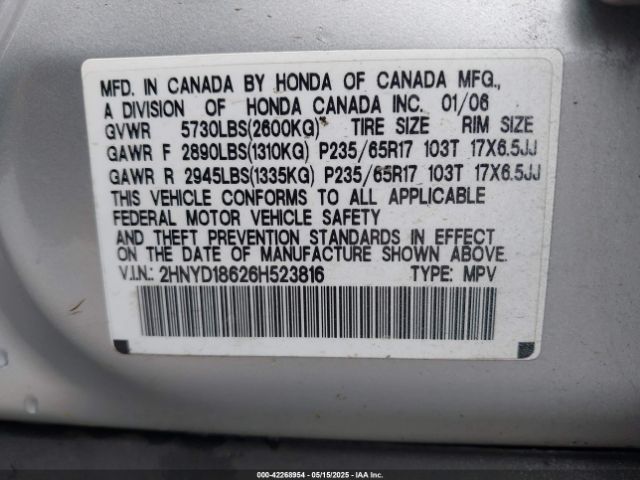 MFD. IN CANADA BY HONDA OF CANADA MFG.,
A DIVISION OF HONDA CANADA INC. 01/06
GVWR 5730LBS(2600KG) TIRE SIZE RIM SIZE
GAWR F 2890LBS(1310KG) P235/65R17 103T 17X6.5JJ
GAWR R 2945LBS(1335KG) P235/65R17 103T 17X6.5JJ
THIS VEHICLE CONFORMS TO ALL APPLICABLE
FEDERAL MOTOR VEHICLE SAFETY
AND THEFT PREVENTION STANDARDS IN EFFECT
ON THE DATE OF MANUFACTURE SHOWN ABOVE.
V.I.N.: 2HNYD18626H523816 TYPE: MPV
000-42268954 - 05/15/2025 - IAA Inc.